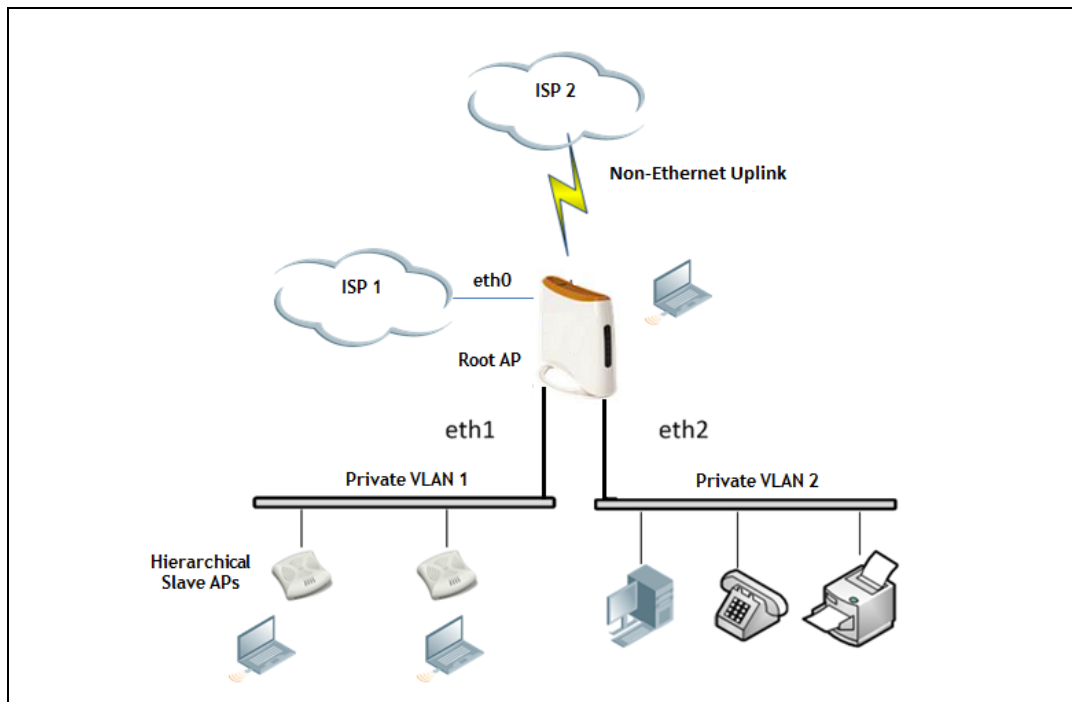 ISP 2
Non-Ethernet Uplink
ISP 1
eth0
Root AP
eth1
eth2
Private VLAN 1
Private VLAN 2
Hierarchical
Slave APs